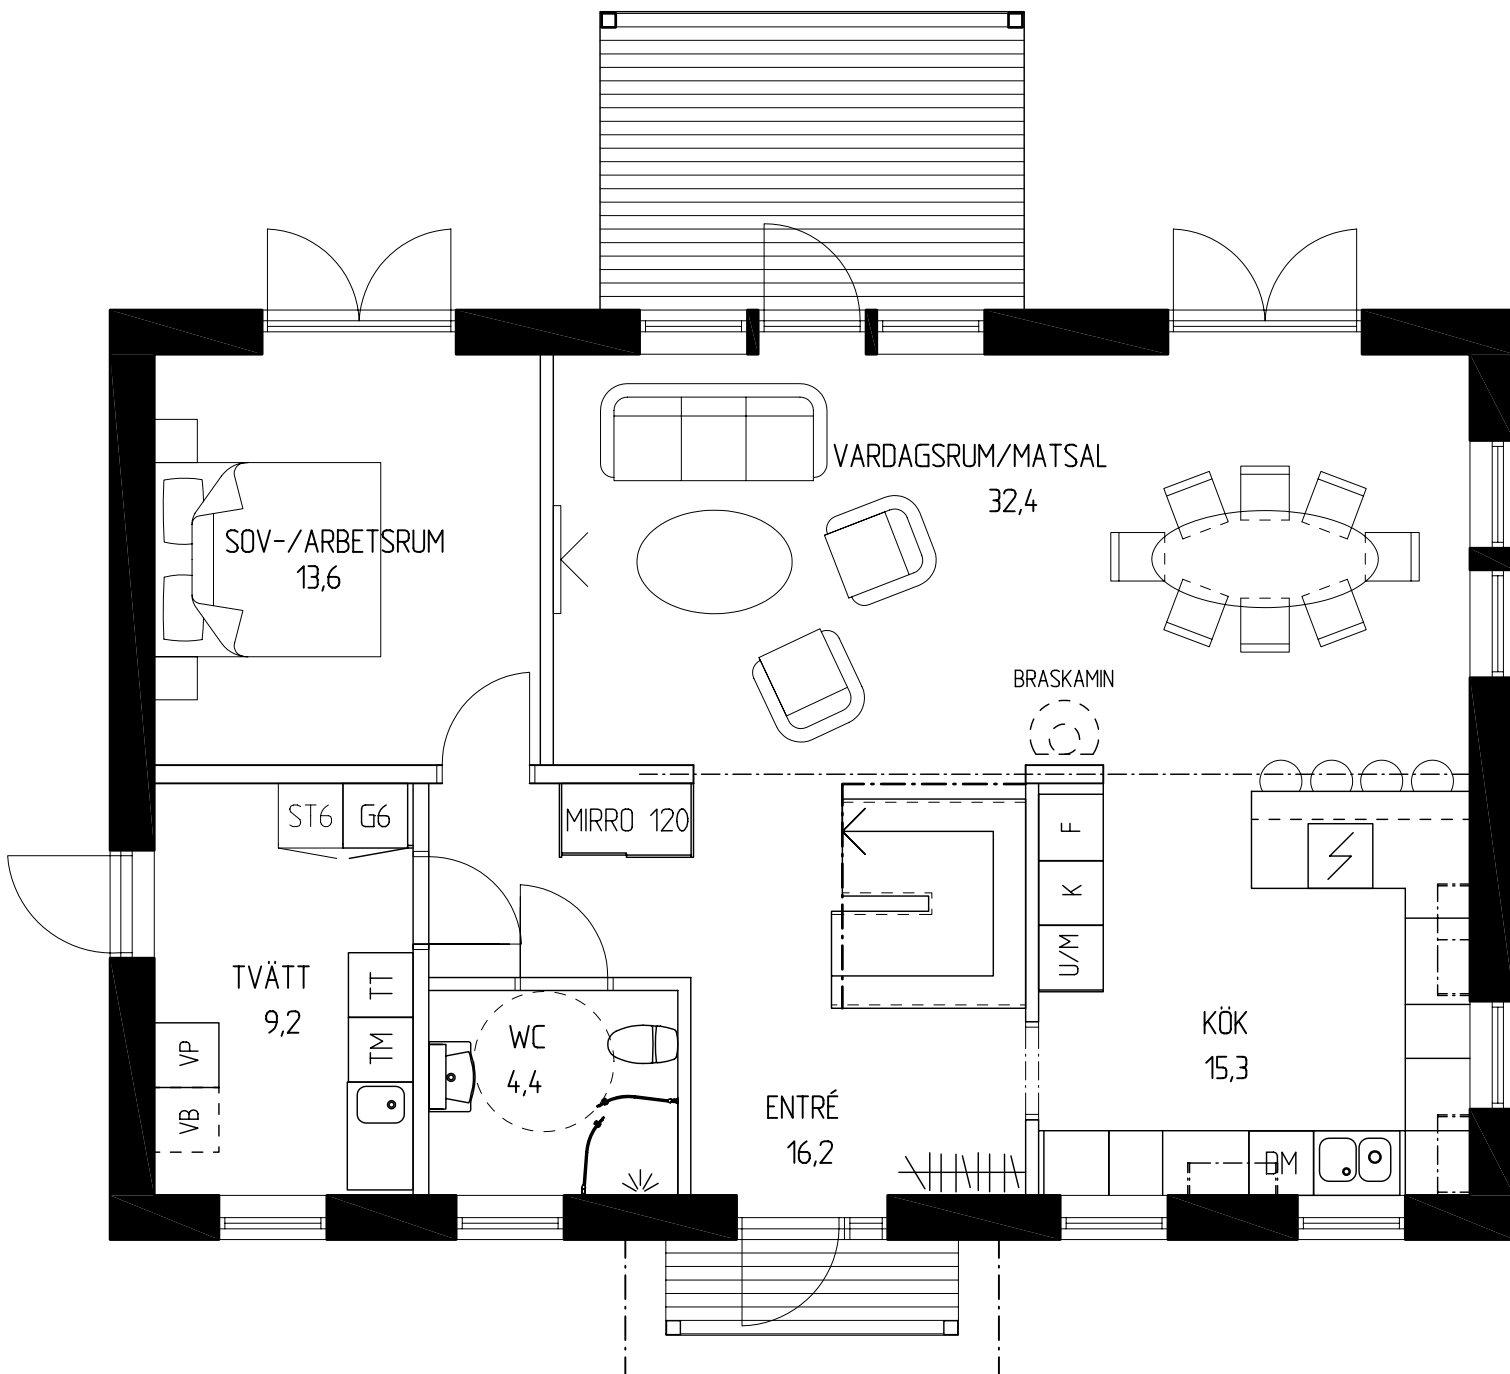 VARDAGSRUM/MATSAL
32,4
SOV-/ARBETSRUM
13,6
BRASKAMIN
ST6
G6
MIRRO 120
F
K
U/M
TVÄTT
9,2
TT
TM
VP
VB
WC
4,4
ENTRÉ
16,2
KÖK
15,3
DM